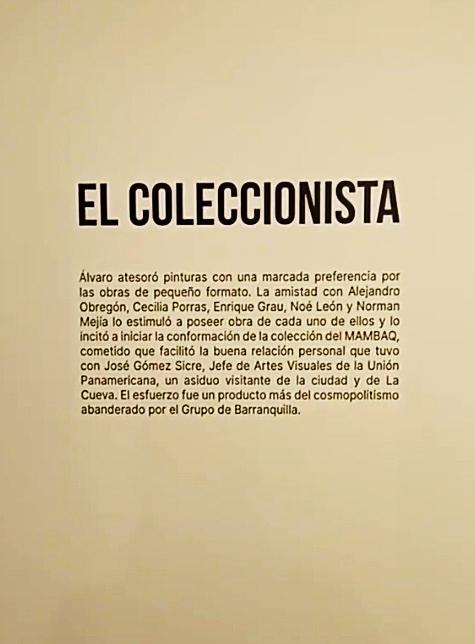 EL COLECCIONISTA
Álvaro atesoró pinturas con una marcada preferencia por
las obras de pequeño formato. La amistad con Alejandro
Obregón, Cecilia Porras, Enrique Grau, Noé León y Norman
Mejía lo estimuló a poseer obra de cada uno de ellos y lo
incitó a iniciar la conformación de la colección del MAMBAQ,
cometido que facilitó la buena relación personal que tuvo
con José Gómez Sicre, Jefe de Artes Visuales de la Unión
Panamericana, un asiduo visitante de la ciudad y de La
Cueva. El esfuerzo fue un producto más del cosmopolitismo
abanderado por el Grupo de Barranquilla.